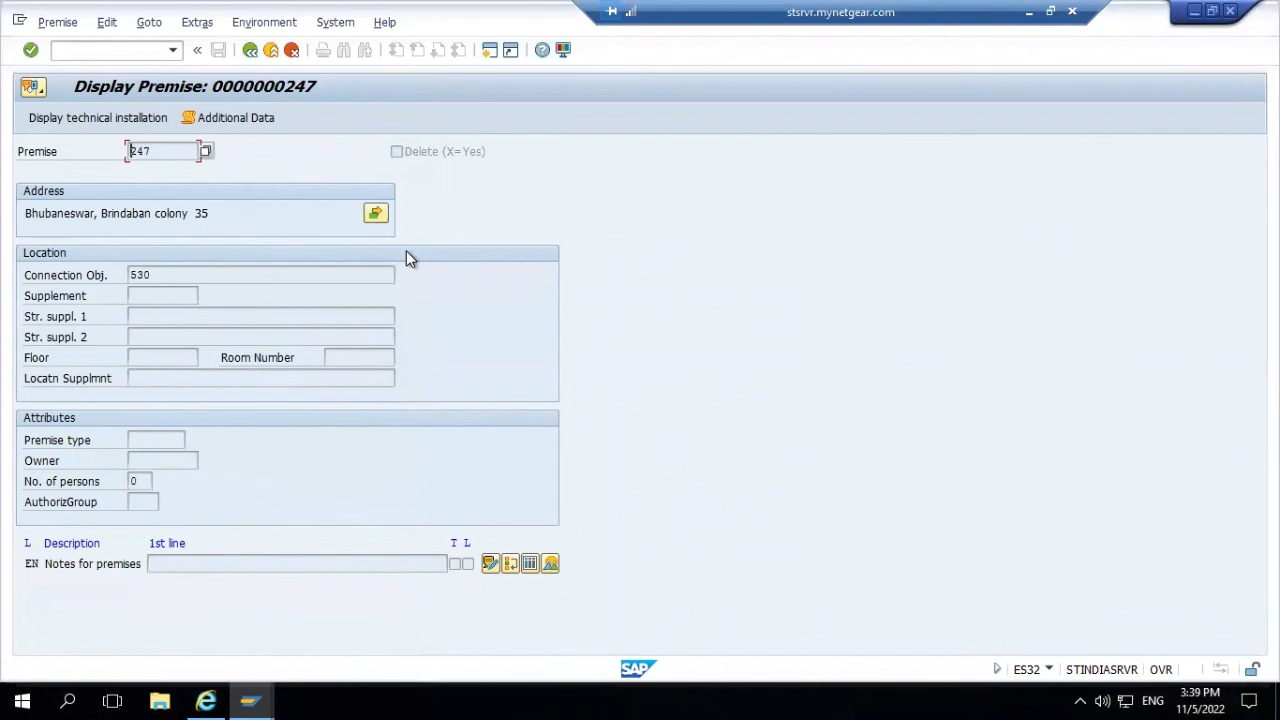 Premise Edit Goto Extras Environment System Help
stsrvr.mynetgear.com
Display Premise: 0000000247
Display technical installation Additional Data
Premise 247 Delete (X=Yes)
Address
Bhubaneswar, Brindaban colony 35
Location
Connection Obj. 530
Supplement
Str. suppl. 1
Str. suppl. 2
Floor Room Number
Locatn Supplmnt
Attributes
Premise type
Owner
No. of persons 0
AuthorizGroup
L Description 1st line T L
EN Notes for premises
SAP ES32 STINDIASRVR OVR
ENG 3:39 PM
11/5/2022